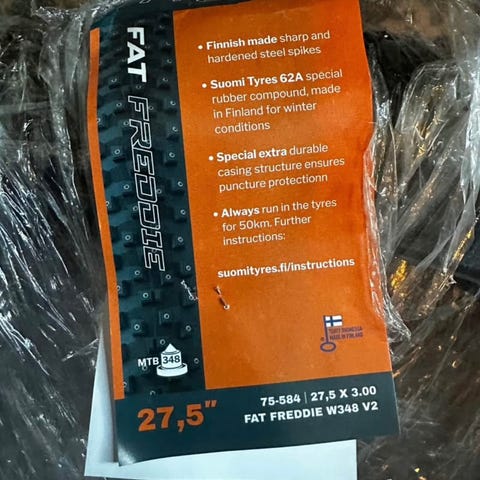 FAT FREDDIE
• Finnish made sharp and
hardened steel spikes
• Suomi Tyres 62A special
rubber compound, made
in Finland for winter
conditions
• Special extra durable
casing structure ensures
puncture protectionn
• Always run in the tyres
for 50km. Further
instructions:
suomityres.fi/instructions
TEHTY SUOMESSA
MADE IN FINLAND
MTB 348
27,5"
75-584 | 27,5 X 3.00
FAT FREDDIE W348 V2